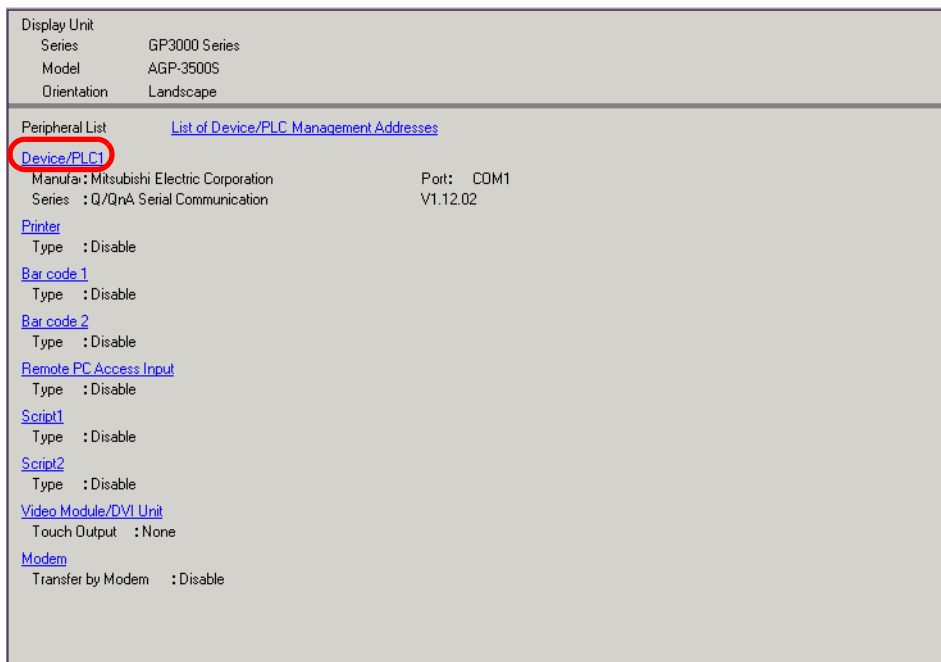 Display Unit
Series GP3000 Series
Model AGP-3500S
Orientation Landscape
Peripheral List List of Device/PLC Management Addresses
Device/PLC1
Manufa : Mitsubishi Electric Corporation Port: COM1
Series : Q/QnA Serial Communication V1.12.02
Printer
Type : Disable
Bar code 1
Type : Disable
Bar code 2
Type : Disable
Remote PC Access Input
Type : Disable
Script1
Type : Disable
Script2
Type : Disable
Video Module/DVI Unit
Touch Output : None
Modem
Transfer by Modem : Disable